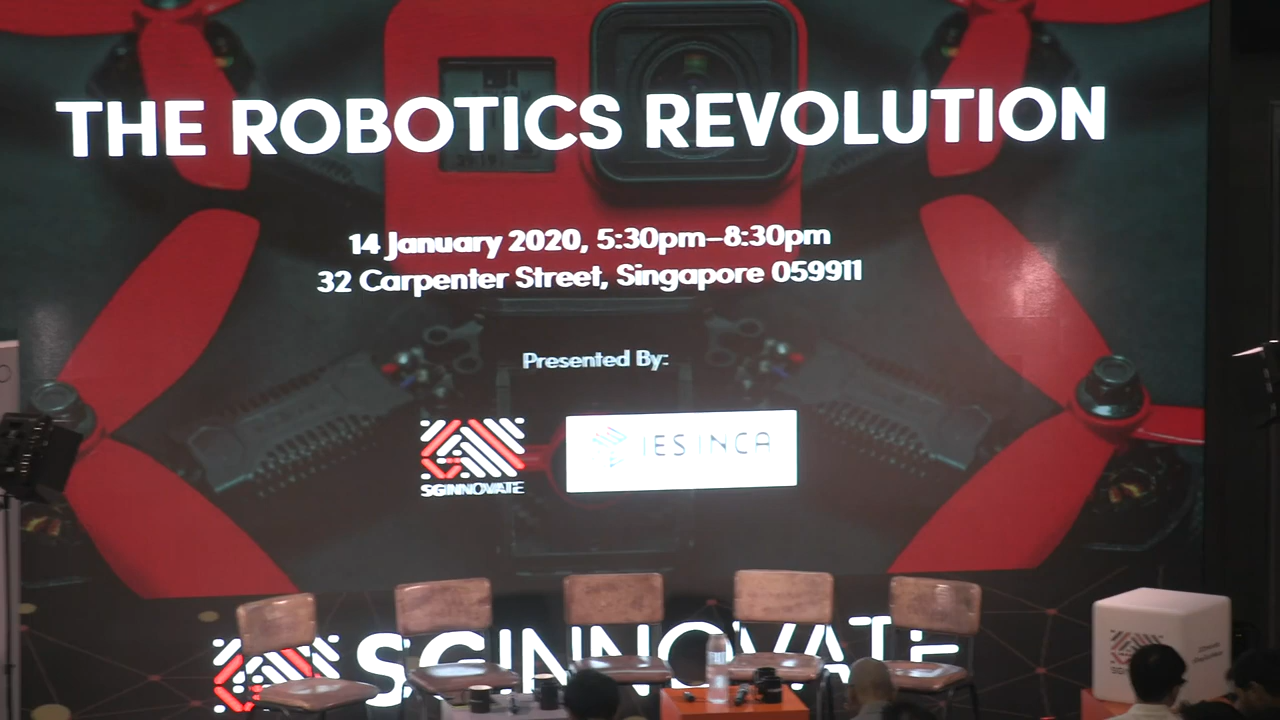 THE ROBOTICS REVOLUTION
14 January 2020, 5:30pm–8:30pm
32 Carpenter Street, Singapore 059911
Presented By:
SGINNOVATE
IES INCA
SGINNOVATE